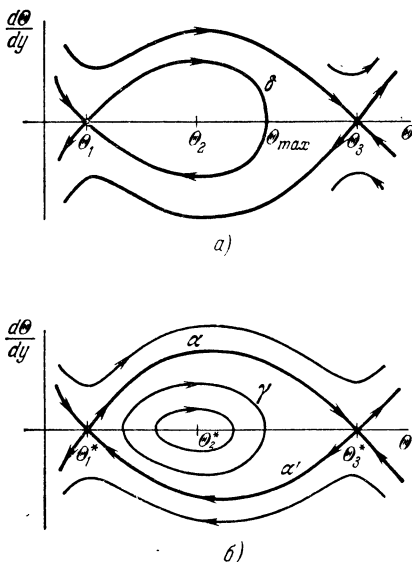 dΘ
dy
δ
Θ₁
Θ₂
Θmax
Θ₃
Θ
а)
dΘ
dy
α
γ
Θ₁*
Θ₂*
Θ₃*
Θ
α'
б)